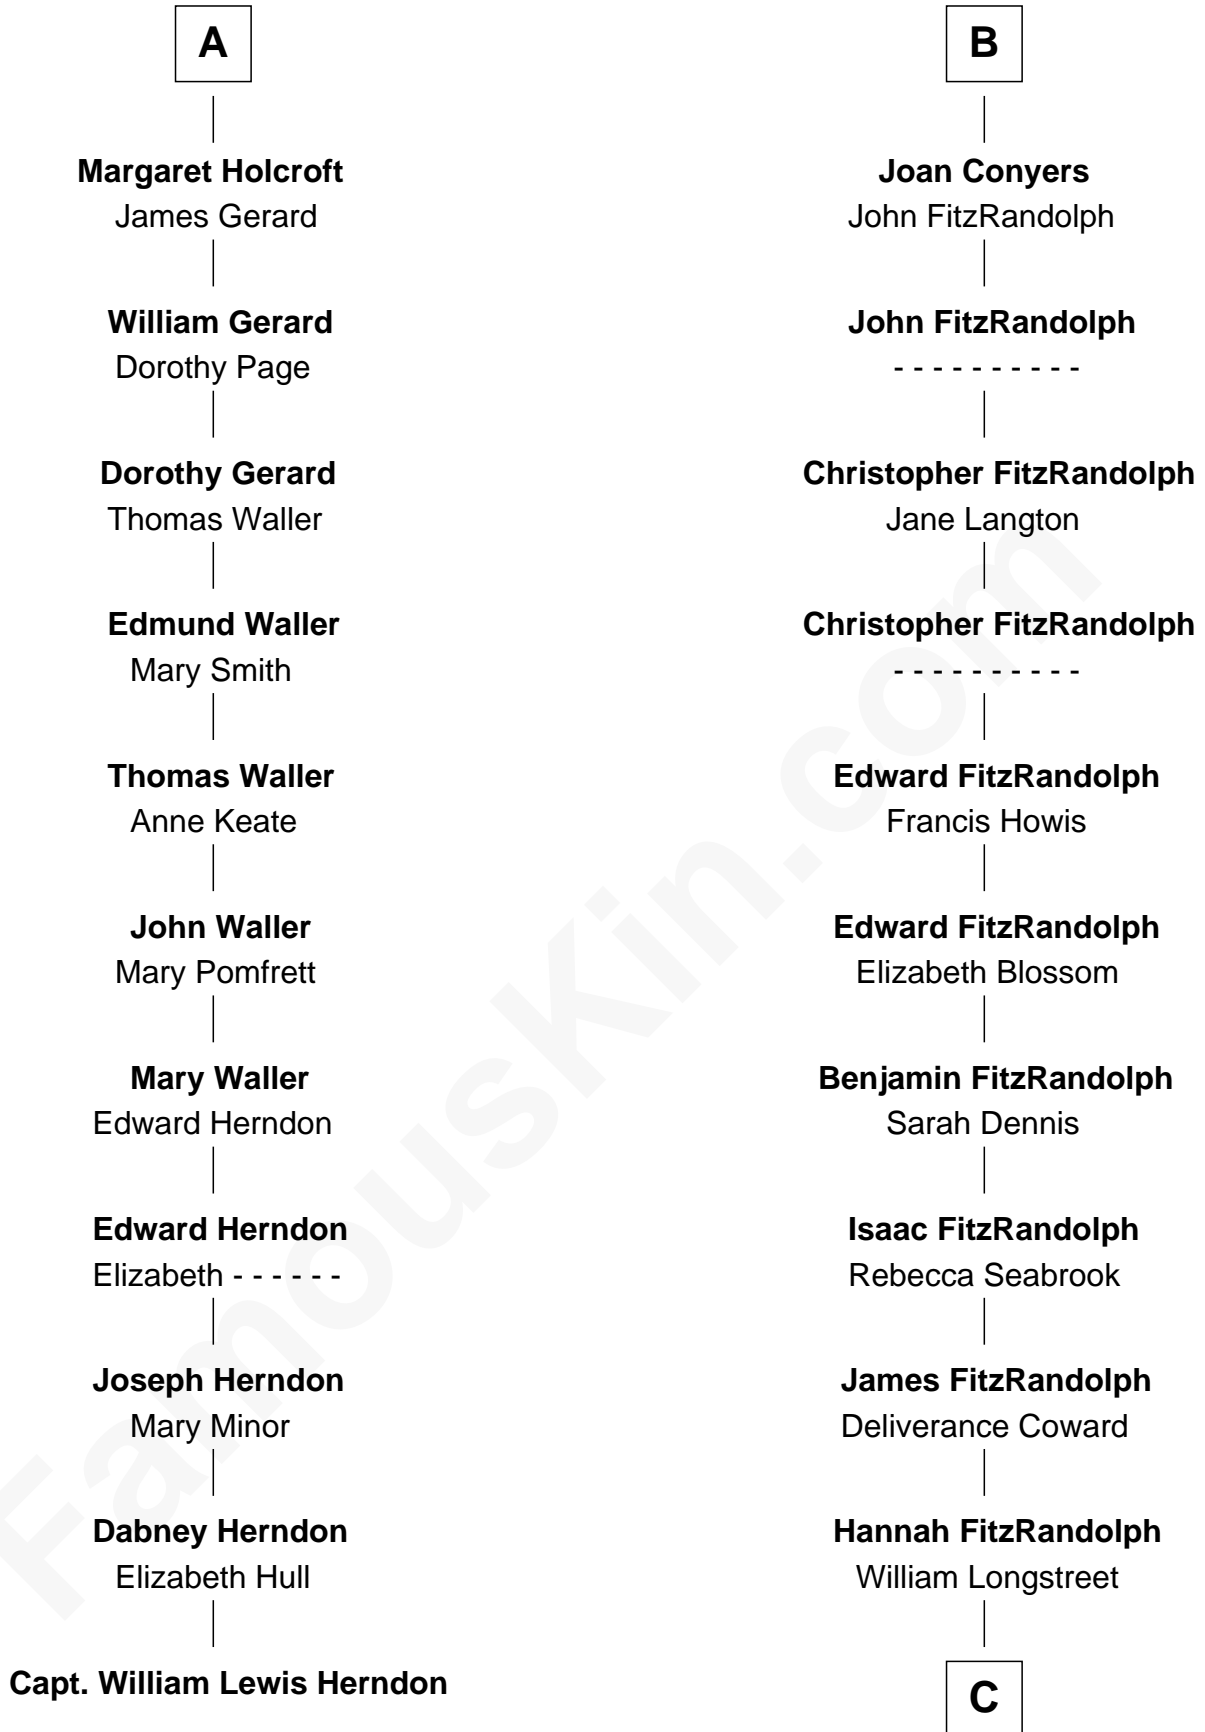 A
Margaret Holcroft
James Gerard
William Gerard
Dorothy Page
Dorothy Gerard
Thomas Waller
Edmund Waller
Mary Smith
Thomas Waller
Anne Keate
John Waller
Mary Pomfrett
Mary Waller
Edward Herndon
Edward Herndon
Elizabeth - - - - - -
Joseph Herndon
Mary Minor
Dabney Herndon
Elizabeth Hull
Capt. William Lewis Herndon
B
Joan Conyers
John FitzRandolph
John FitzRandolph
- - - - - - - - - -
Christopher FitzRandolph
Jane Langton
Christopher FitzRandolph
- - - - - - - - - -
Edward FitzRandolph
Francis Howis
Edward FitzRandolph
Elizabeth Blossom
Benjamin FitzRandolph
Sarah Dennis
Isaac FitzRandolph
Rebecca Seabrook
James FitzRandolph
Deliverance Coward
Hannah FitzRandolph
William Longstreet
C
FamousKin.com